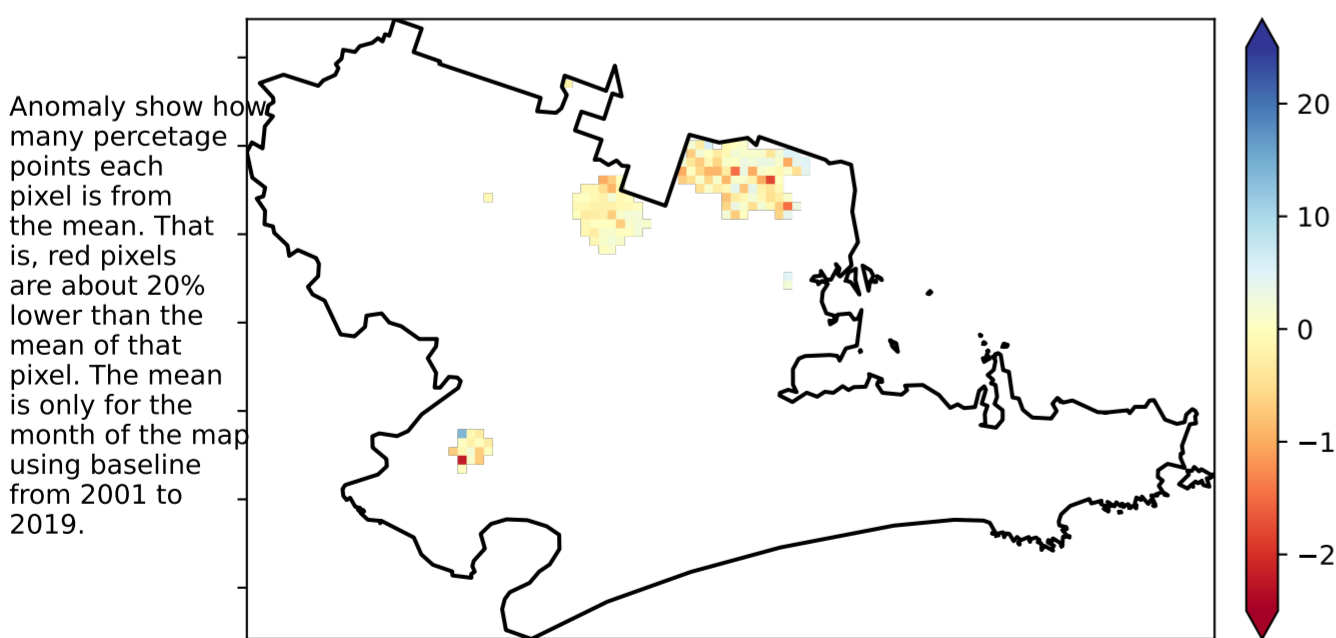 Anomaly show how
many percetage
points each
pixel is from
the mean. That
is, red pixels
are about 20%
lower than the
mean of that
pixel. The mean
is only for the
month of the map
using baseline
from 2001 to
2019.
20
10
0
−1
−2